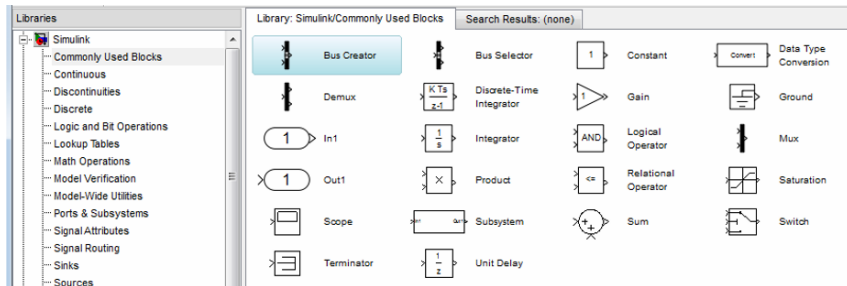 Libraries
Library: Simulink/Commonly Used Blocks
Search Results: (none)
Simulink
Commonly Used Blocks
Continuous
Discontinuities
Discrete
Logic and Bit Operations
Lookup Tables
Math Operations
Model Verification
Model-Wide Utilities
Ports & Subsystems
Signal Attributes
Signal Routing
Sinks
Sources
Bus Creator
Bus Selector
1
Constant
Convert
Data Type
Conversion
Demux
K Ts
z-1
Discrete-Time
Integrator
1
Gain
Ground
1
In1
1
s
Integrator
AND
Logical
Operator
Mux
1
Out1
×
Product
<=
Relational
Operator
Saturation
Scope
In1
Out1
Subsystem
+
+
Sum
Switch
Terminator
1
z
Unit Delay